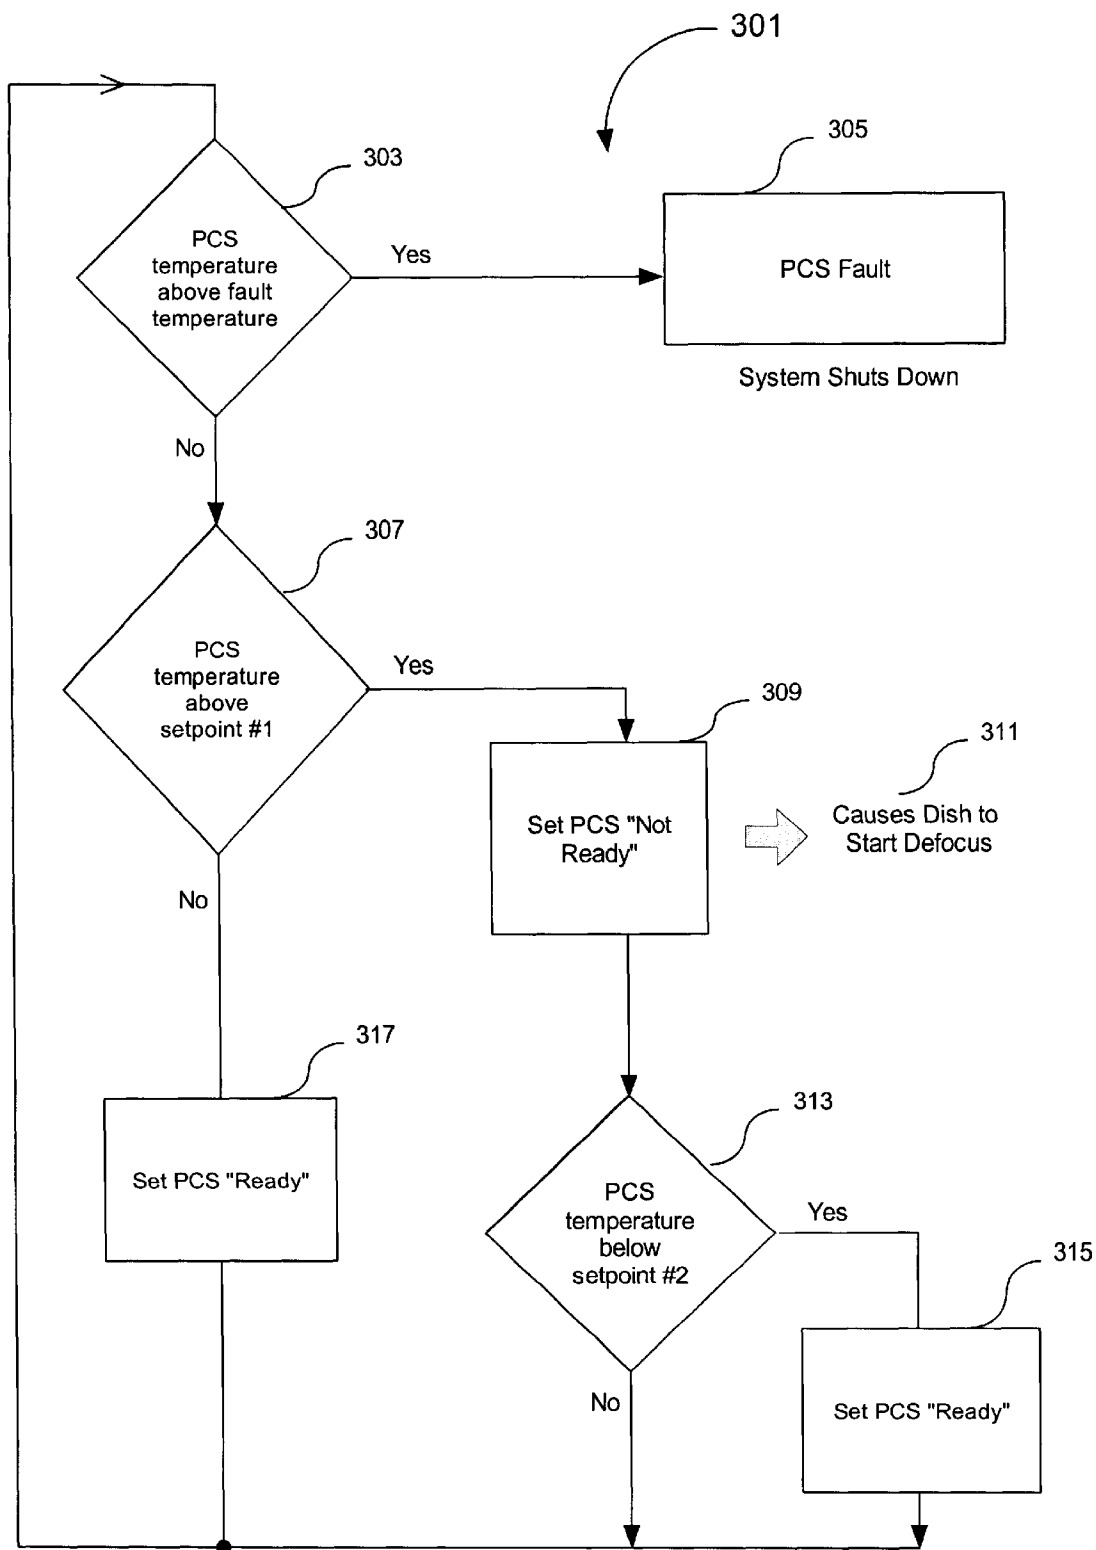 301
305
303
PCS
temperature
above fault
temperature
Yes
PCS Fault
System Shuts Down
No
307
PCS
temperature
above
setpoint #1
Yes
309
311
Set PCS "Not
Ready"
Causes Dish to
Start Defocus
No
317
313
Set PCS "Ready"
PCS
temperature
below
setpoint #2
Yes
315
No
Set PCS "Ready"